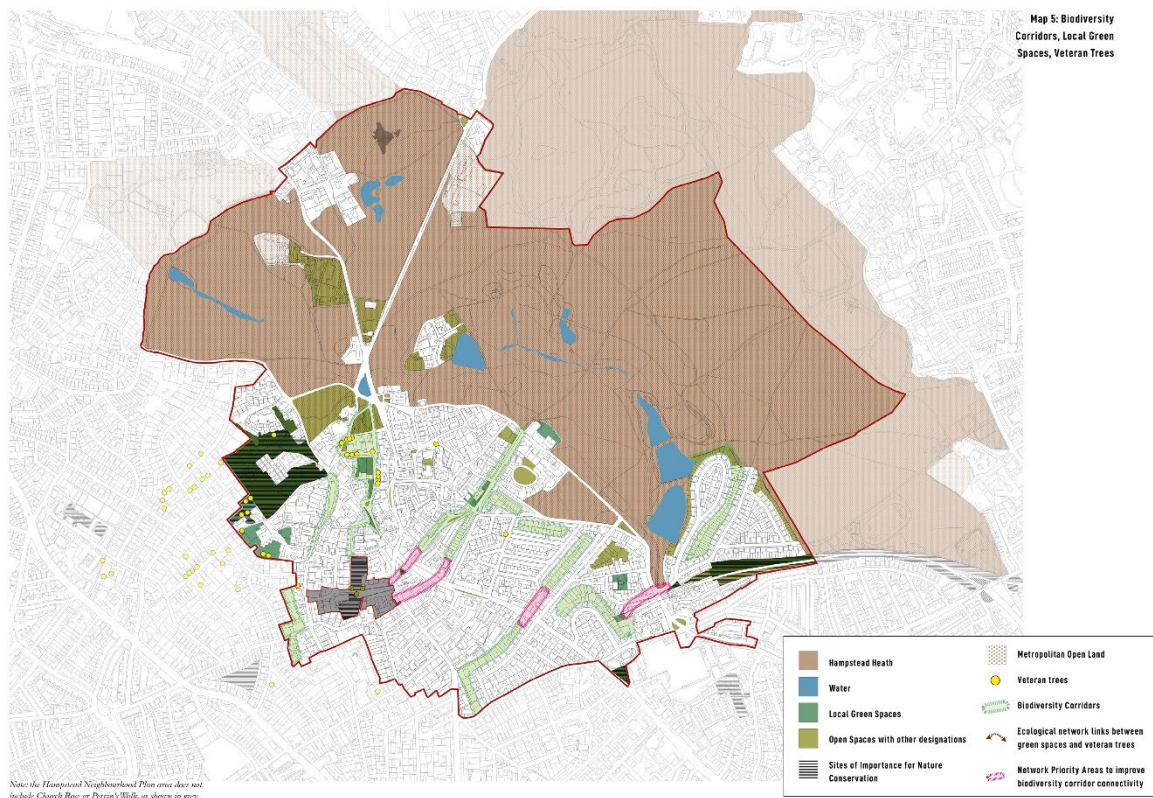 Map 5: Biodiversity
Corridors, Local Green
Spaces, Veteran Trees
Hampstead Heath
Water
Local Green Spaces
Open Spaces with other designations
Sites of Importance for Nature
Conservation
Metropolitan Open Land
Veteran trees
Biodiversity Corridors
Ecological network links between
green spaces and veteran trees
Network Priority Areas to improve
biodiversity corridor connectivity
Note: the Hampstead Neighbourhood Plan area does not
include Church Row or Perrin's Walk, as shown in grey.